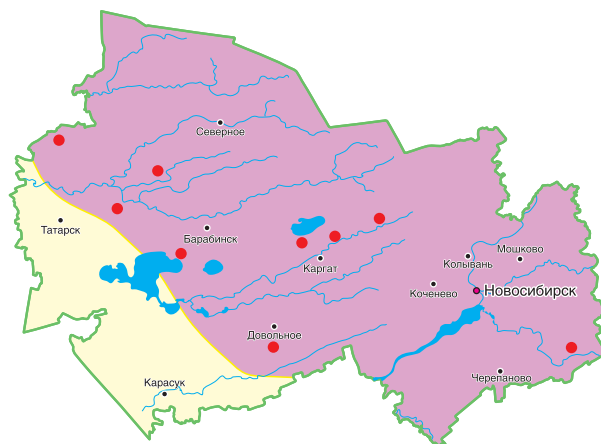 Северное
Татарск
Барабинск
Каргат
Колывань
Мошково
Коченево
Новосибирск
Довольное
Карасук
Черепаново